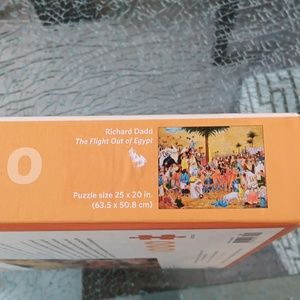 Richard Dadd
The Flight Out of Egypt
Puzzle size 25 x 20 in.
(63.5 x 50.8 cm)